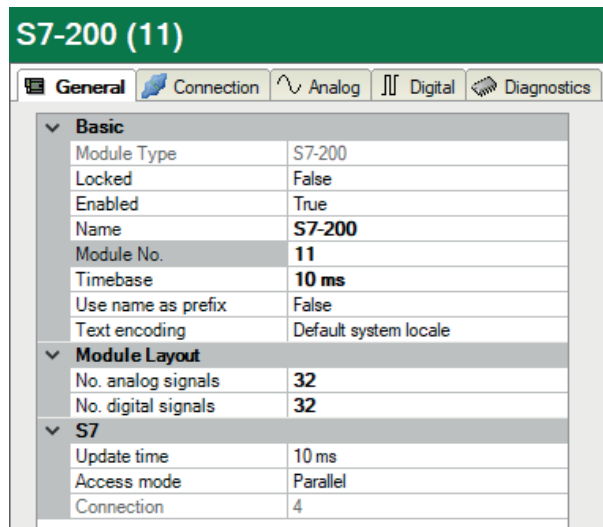 S7-200 (11)
General Connection Analog Digital Diagnostics
Basic
Module Type S7-200
Locked False
Enabled True
Name S7-200
Module No. 11
Timebase 10 ms
Use name as prefix False
Text encoding Default system locale
Module Layout
No. analog signals 32
No. digital signals 32
S7
Update time 10 ms
Access mode Parallel
Connection 4